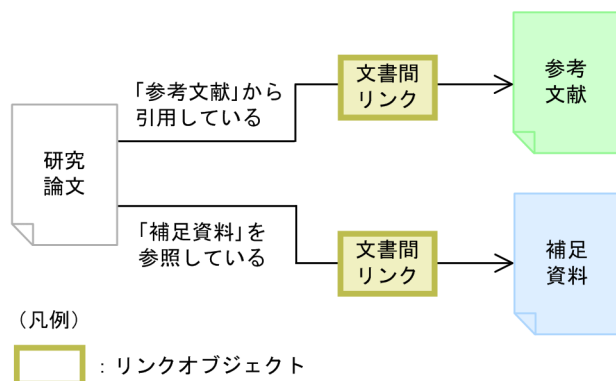 「参考文献」から
引用している
文書間
リンク
参考
文献
研究
論文
「補足資料」を
参照している
文書間
リンク
補足
資料
（凡例）
：リンクオブジェクト